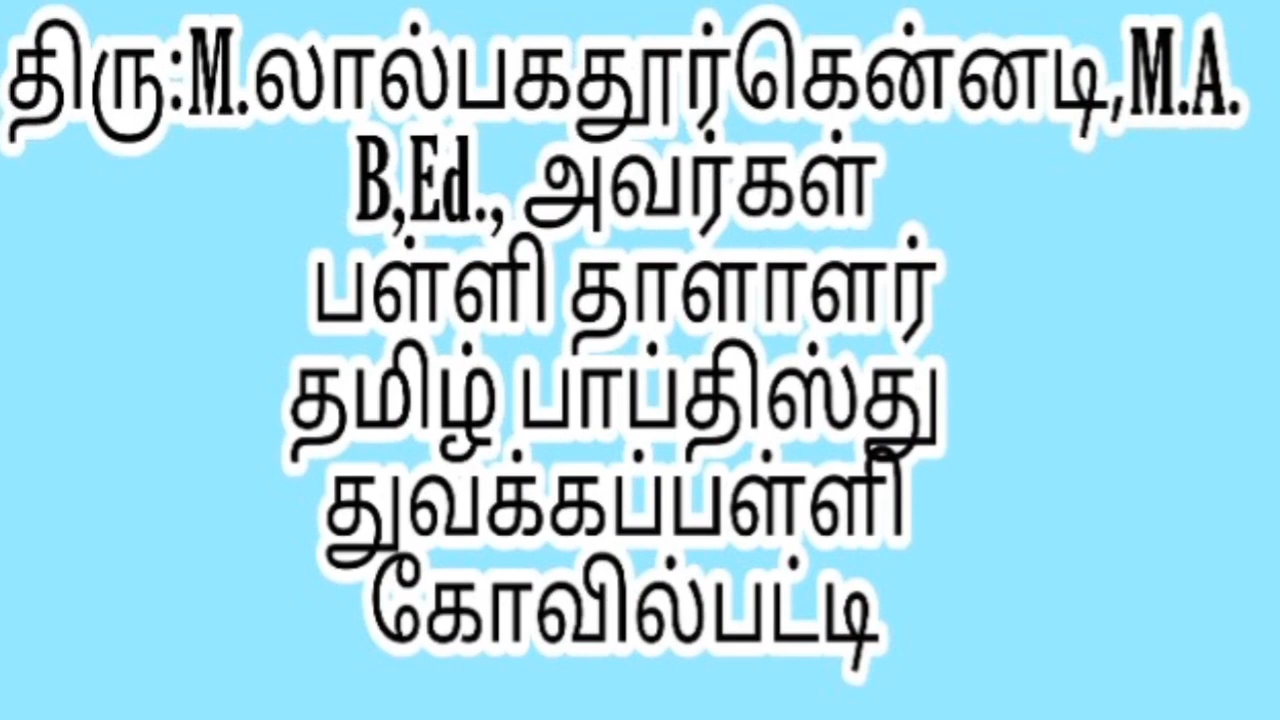 திரு:M.லால்பகதூர்கென்னடி,M.A.
B,Ed., அவர்கள்
பள்ளி தாளாளர்
தமிழ் பாப்திஸ்து
துவக்கப்பள்ளி
கோவில்பட்டி